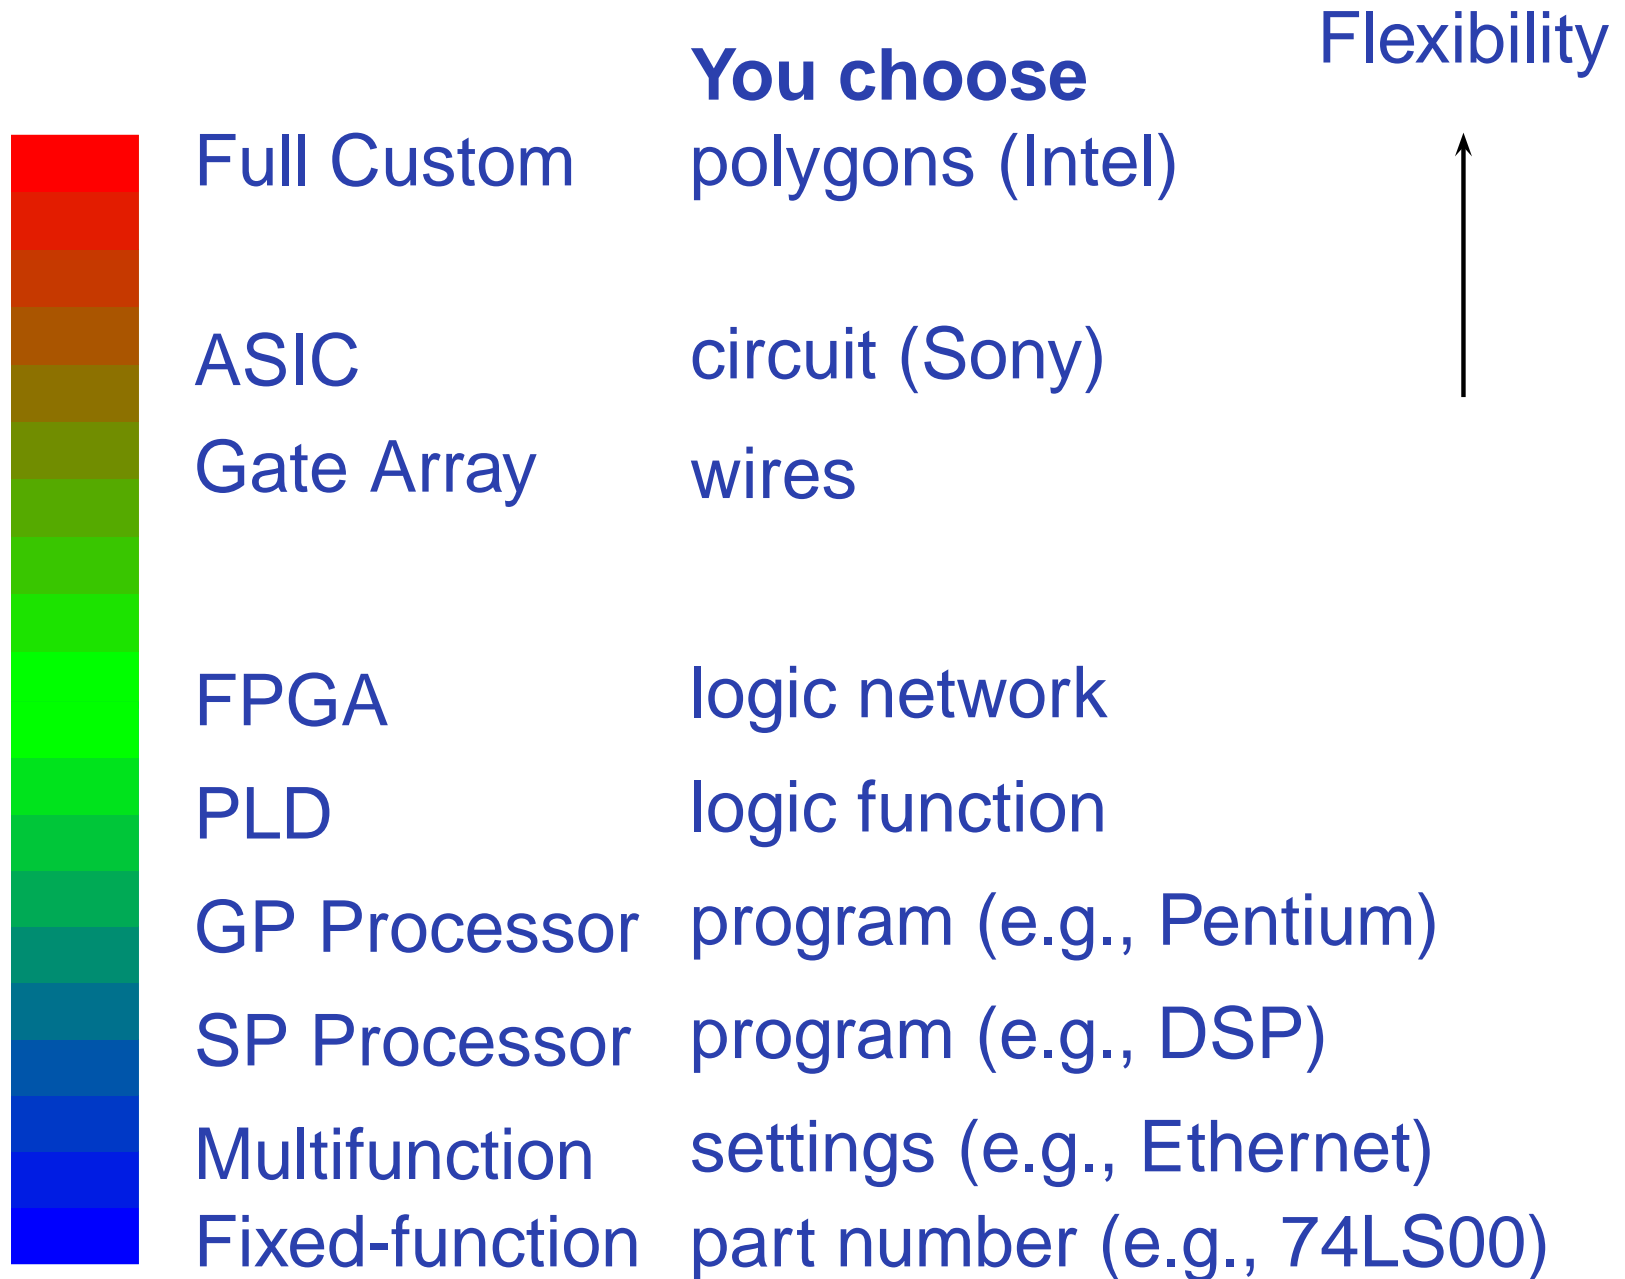 Flexibility
You choose
Full Custom polygons (Intel)
ASIC circuit (Sony)
Gate Array wires
FPGA logic network
PLD logic function
GP Processor program (e.g., Pentium)
SP Processor program (e.g., DSP)
Multifunction settings (e.g., Ethernet)
Fixed-function part number (e.g., 74LS00)